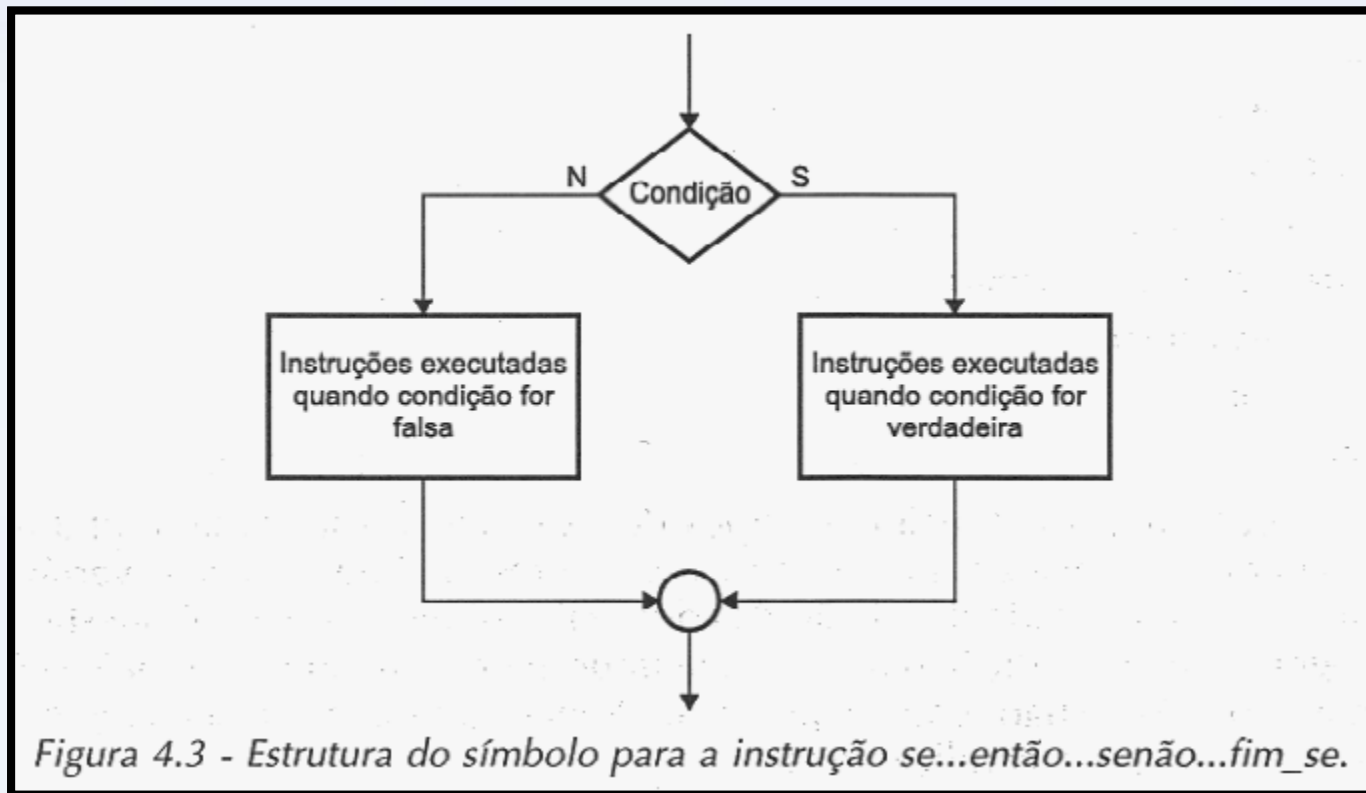 N
Condição
S
Instruções executadas
quando condição for
falsa
Instruções executadas
quando condição for
verdadeira
Figura 4.3 - Estrutura do símbolo para a instrução se...então...senão...fim_se.